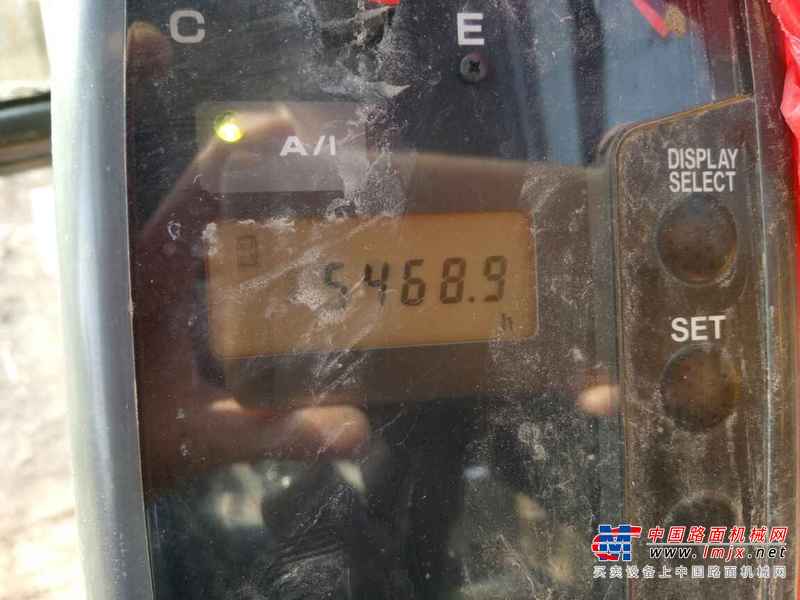 C
E
A/I
DISPLAY
SELECT
5468.9
h
SET
中国路面机械网
www.lmjx.net
买卖设备上中国路面机械网